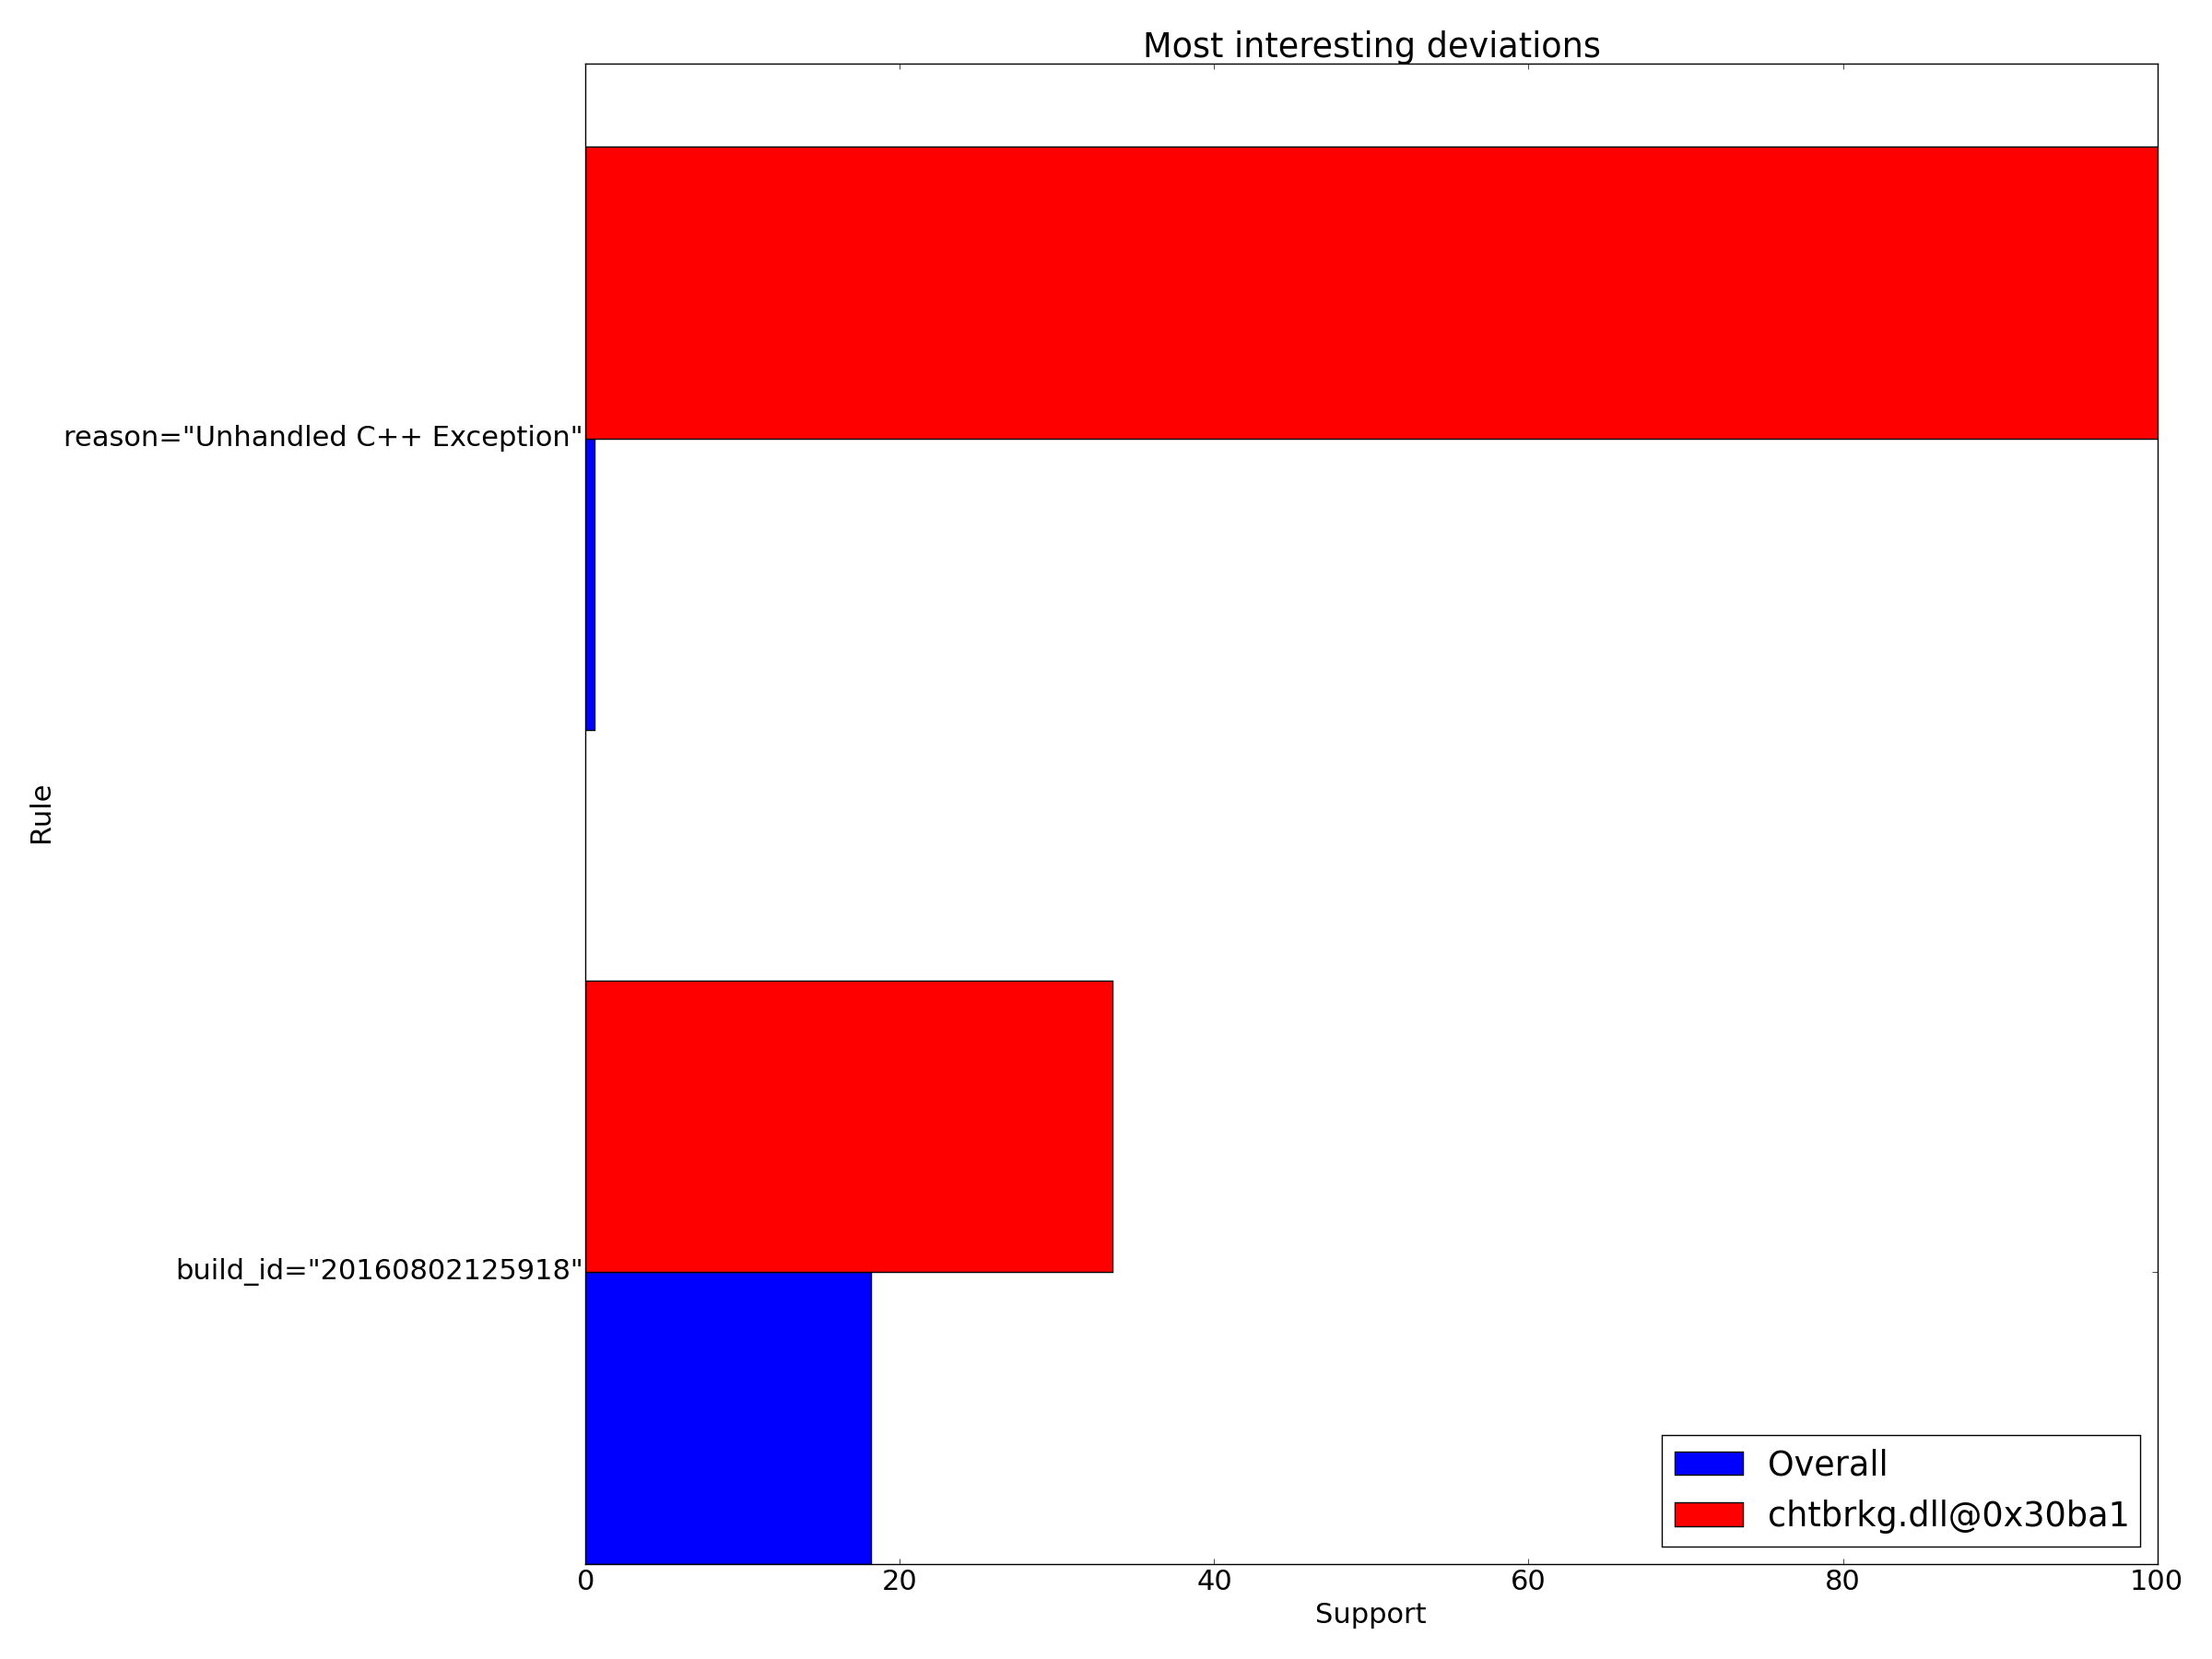 Most interesting deviations
reason="Unhandled C++ Exception"
Rule
build_id="20160802125918"
Overall
chtbrkg.dll@0x30ba1
0 20 40 60 80 100
Support